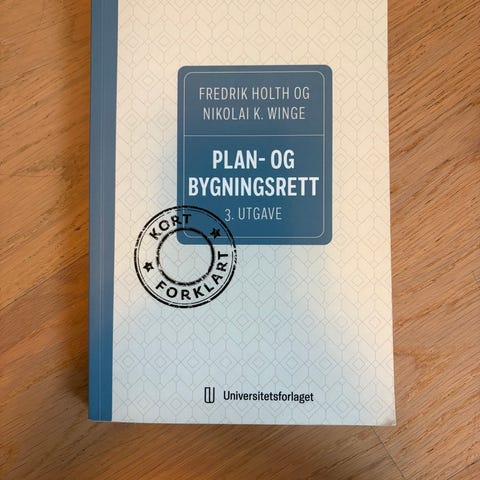 FREDRIK HOLTH OG
NIKOLAI K. WINGE
PLAN- OG
BYGNINGSRETT
3. UTGAVE
KORT
FORKLART
Universitetsforlaget